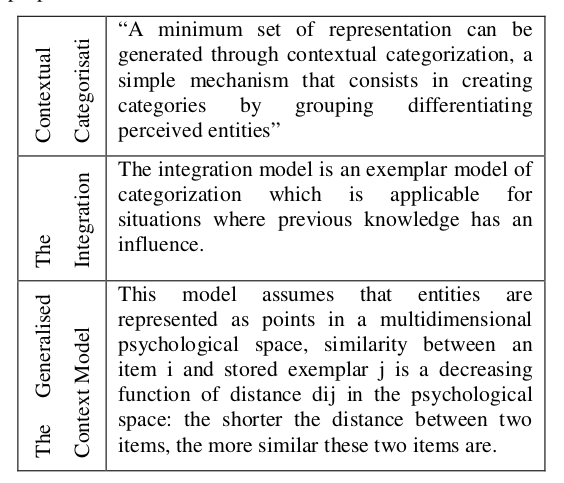 Contextual
Categorisati
“A minimum set of representation can be
generated through contextual categorization, a
simple mechanism that consists in creating
categories by grouping differentiating
perceived entities”
The
Integration
The integration model is an exemplar model of
categorization which is applicable for
situations where previous knowledge has an
influence.
The Generalised
Context Model
This model assumes that entities are
represented as points in a multidimensional
psychological space, similarity between an
item i and stored exemplar j is a decreasing
function of distance dij in the psychological
space: the shorter the distance between two
items, the more similar these two items are.